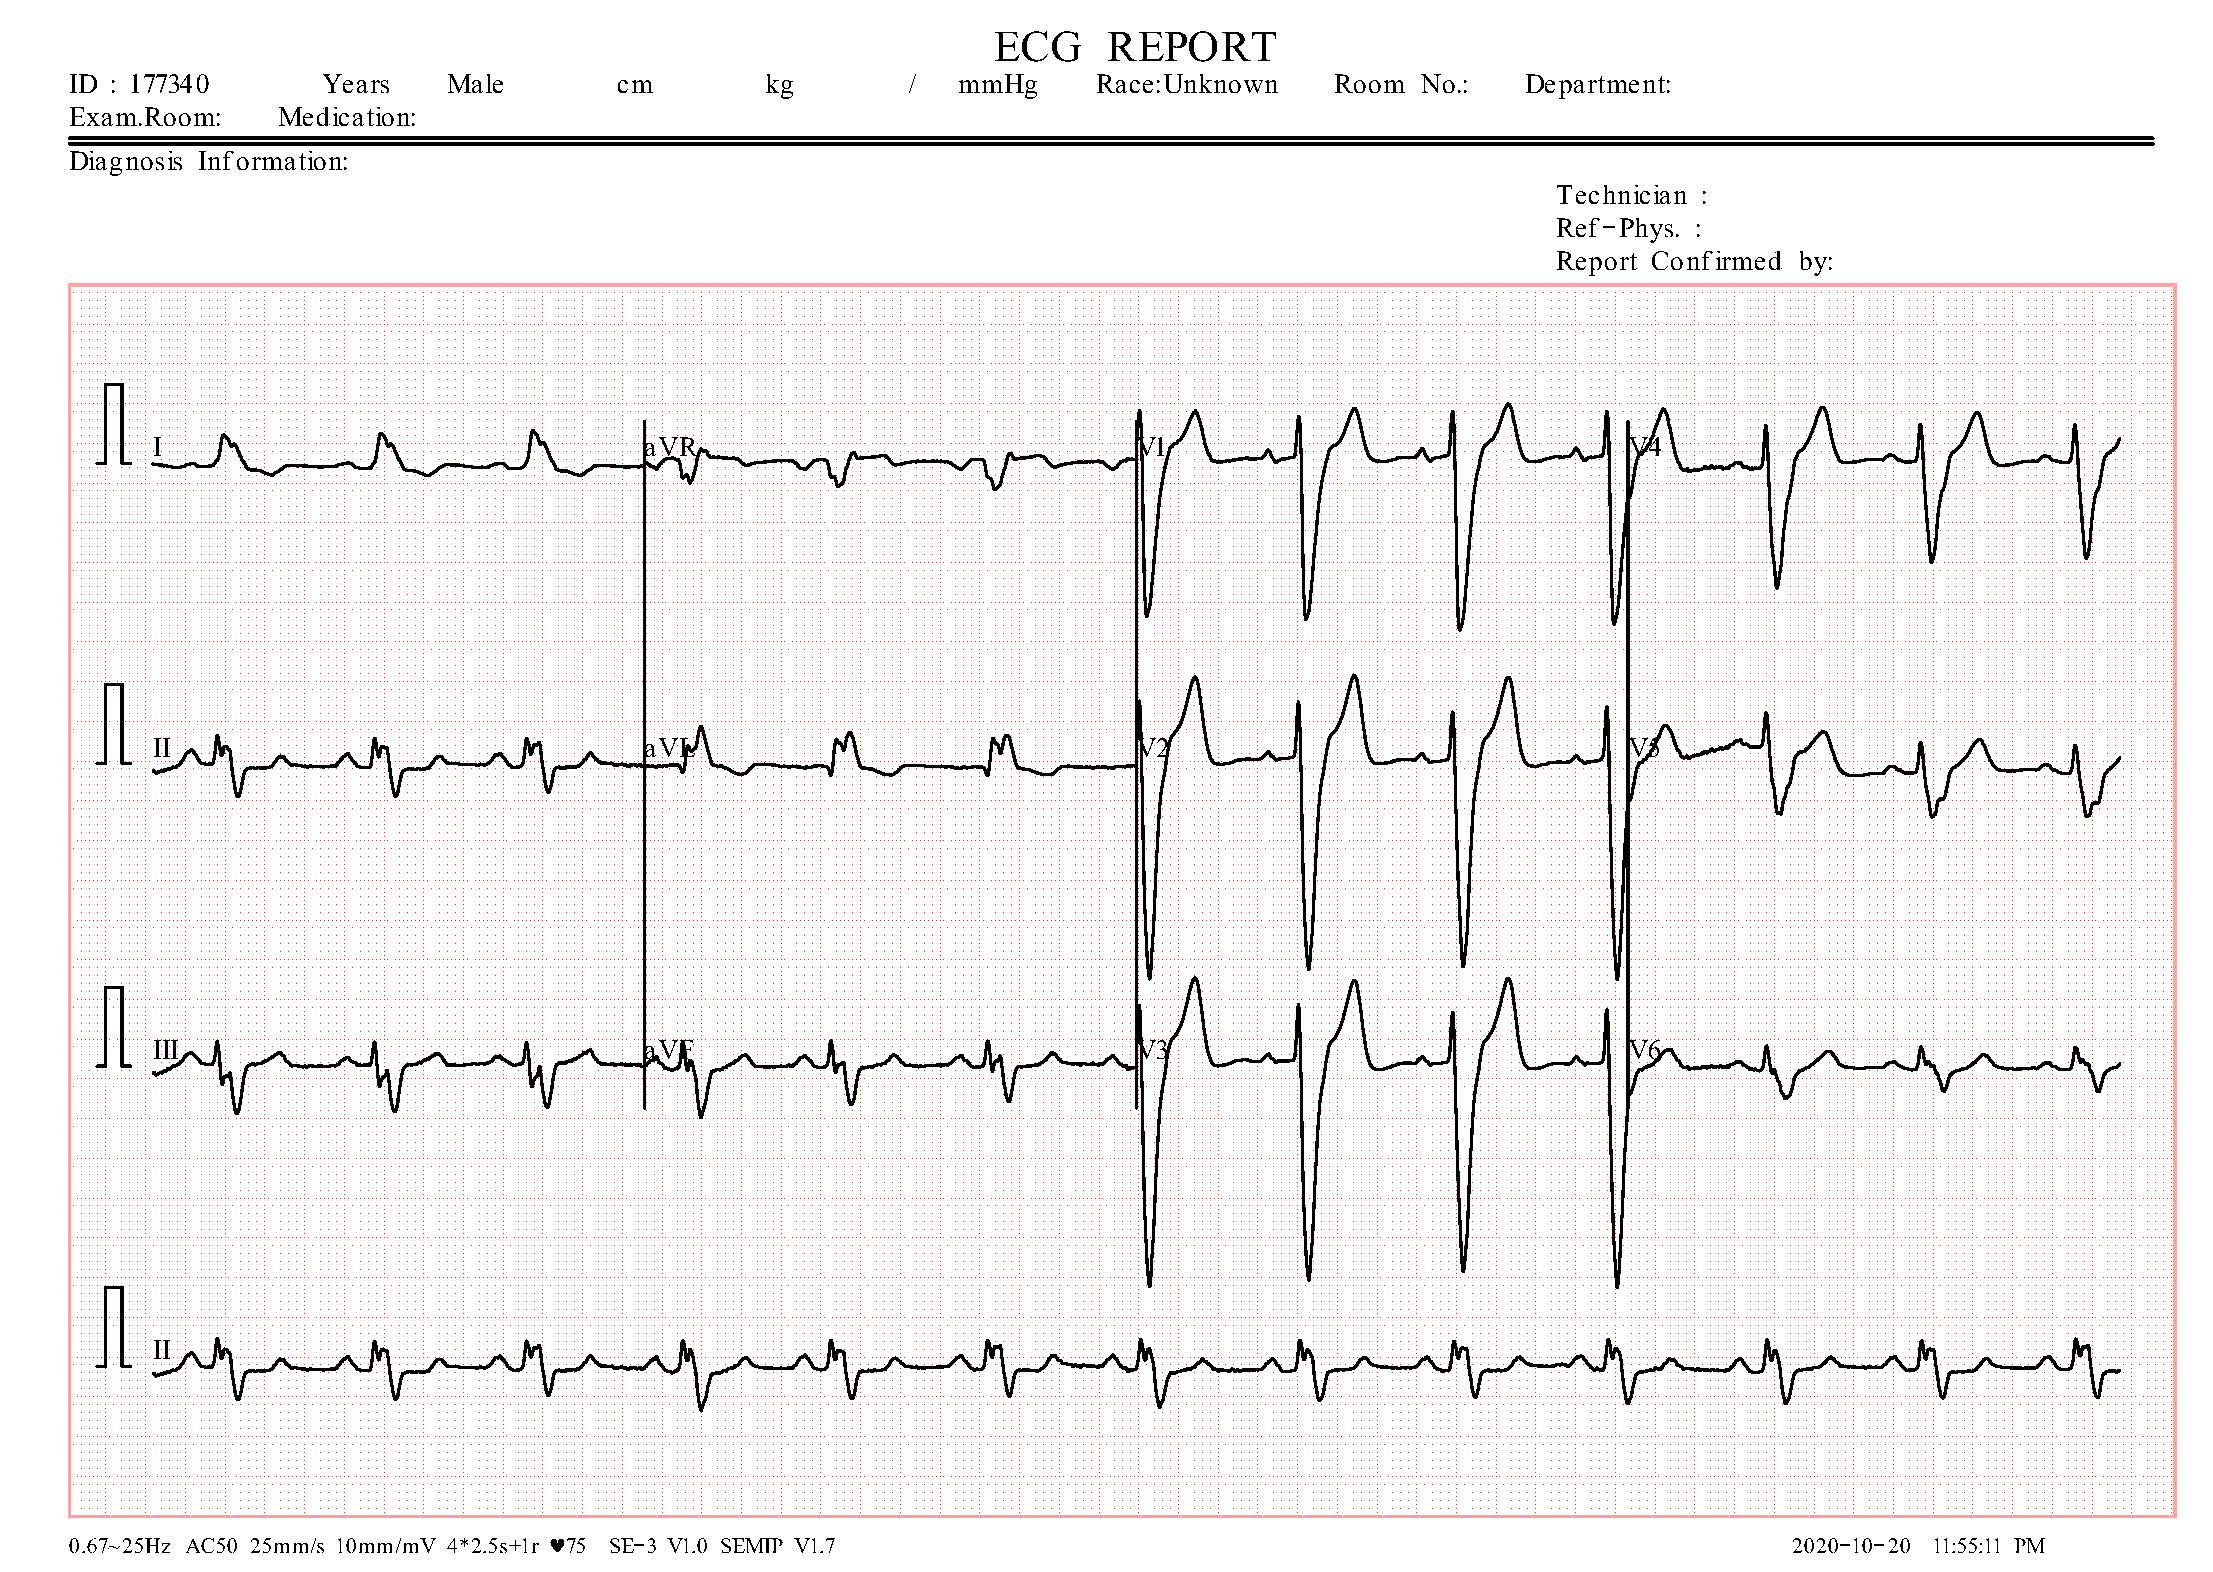 ECG REPORT
ID : 177340 Years Male cm kg / mmHg Race:Unknown Room No.: Department:
Exam.Room: Medication:
Diagnosis Information:
Technician :
Ref-Phys. :
Report Confirmed by:
I aVR V1 V4
II aVL V2 V5
III aVF V3 V6
II
0.67~25Hz AC50 25mm/s 10mm/mV 4*2.5s+1r ♥75 SE-3 V1.0 SEMIP V1.7 2020-10-20 11:55:11 PM